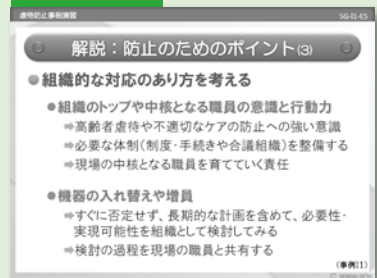 虐待防止事例演習 SG-I1-E5
解説：防止のためのポイント(3)
●組織的な対応のあり方を考える
●組織のトップや中核となる職員の意識と行動力
⇒高齢者虐待や不適切なケアの防止への強い意識
⇒必要な体制(制度・手続きや合議組織)を整備する
⇒現場の中核となる職員を育てていく責任
●機器の入れ替えや増員
⇒すぐに否定せず、長期的な計画を含めて、必要性・
実現可能性を組織として検討してみる
⇒検討の過程を現場の職員と共有する
(事例1)